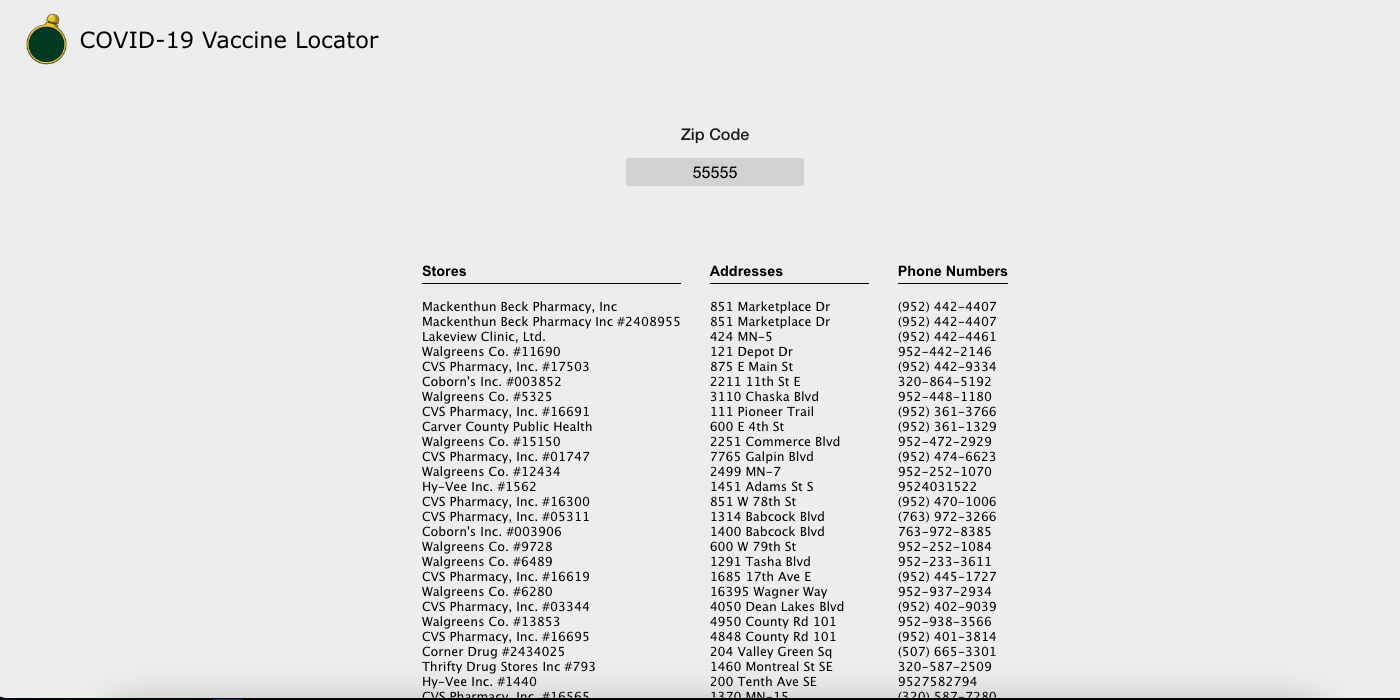 COVID-19 Vaccine Locator
Zip Code
55555
Stores Addresses Phone Numbers
Mackenthun Beck Pharmacy, Inc 851 Marketplace Dr (952) 442-4407
Mackenthun Beck Pharmacy Inc #2408955 851 Marketplace Dr (952) 442-4407
Lakeview Clinic, Ltd. 424 MN-5 (952) 442-4461
Walgreens Co. #11690 121 Depot Dr 952-442-2146
CVS Pharmacy, Inc. #17503 875 E Main St (952) 442-9334
Coborn's Inc. #003852 2211 11th St E 320-864-5192
Walgreens Co. #5325 3110 Chaska Blvd 952-448-1180
CVS Pharmacy, Inc. #16691 111 Pioneer Trail (952) 361-3766
Carver County Public Health 600 E 4th St (952) 361-1329
Walgreens Co. #15150 2251 Commerce Blvd 952-472-2929
CVS Pharmacy, Inc. #01747 7765 Galpin Blvd (952) 474-6623
Walgreens Co. #12434 2499 MN-7 952-252-1070
Hy-Vee Inc. #1562 1451 Adams St S 9524031522
CVS Pharmacy, Inc. #16300 851 W 78th St (952) 470-1006
CVS Pharmacy, Inc. #05311 1314 Babcock Blvd (763) 972-3266
Coborn's Inc. #003906 1400 Babcock Blvd 763-972-8385
Walgreens Co. #9728 600 W 79th St 952-252-1084
Walgreens Co. #6489 1291 Tasha Blvd 952-233-3611
CVS Pharmacy, Inc. #16619 1685 17th Ave E (952) 445-1727
Walgreens Co. #6280 16395 Wagner Way 952-937-2934
CVS Pharmacy, Inc. #03344 4050 Dean Lakes Blvd (952) 402-9039
Walgreens Co. #13853 4950 County Rd 101 952-938-3566
CVS Pharmacy, Inc. #16695 4848 County Rd 101 (952) 401-3814
Corner Drug #2434025 204 Valley Green Sq (507) 665-3301
Thrifty Drug Stores Inc #793 1460 Montreal St SE 320-587-2509
Hy-Vee Inc. #1440 200 Tenth Ave SE 9527582794
CVS Pharmacy, Inc. #16565 1370 MN-15 (320) 587-7280